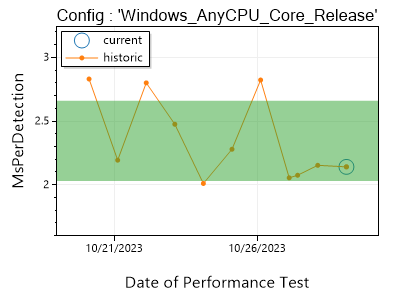 Config : 'Windows_AnyCPU_Core_Release'
current
historic
3
2.5
2
MsPerDetection
10/21/2023
10/26/2023
Date of Performance Test